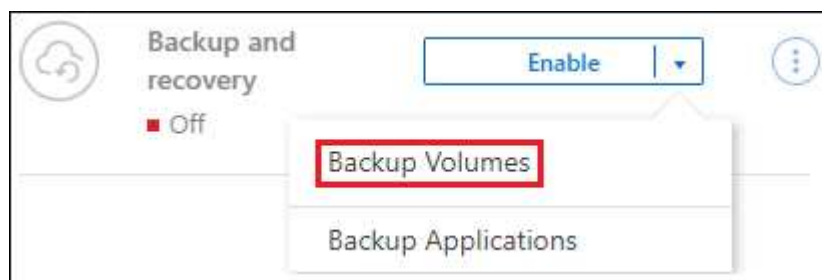 Backup and
recovery
Off
Enable
Backup Volumes
Backup Applications